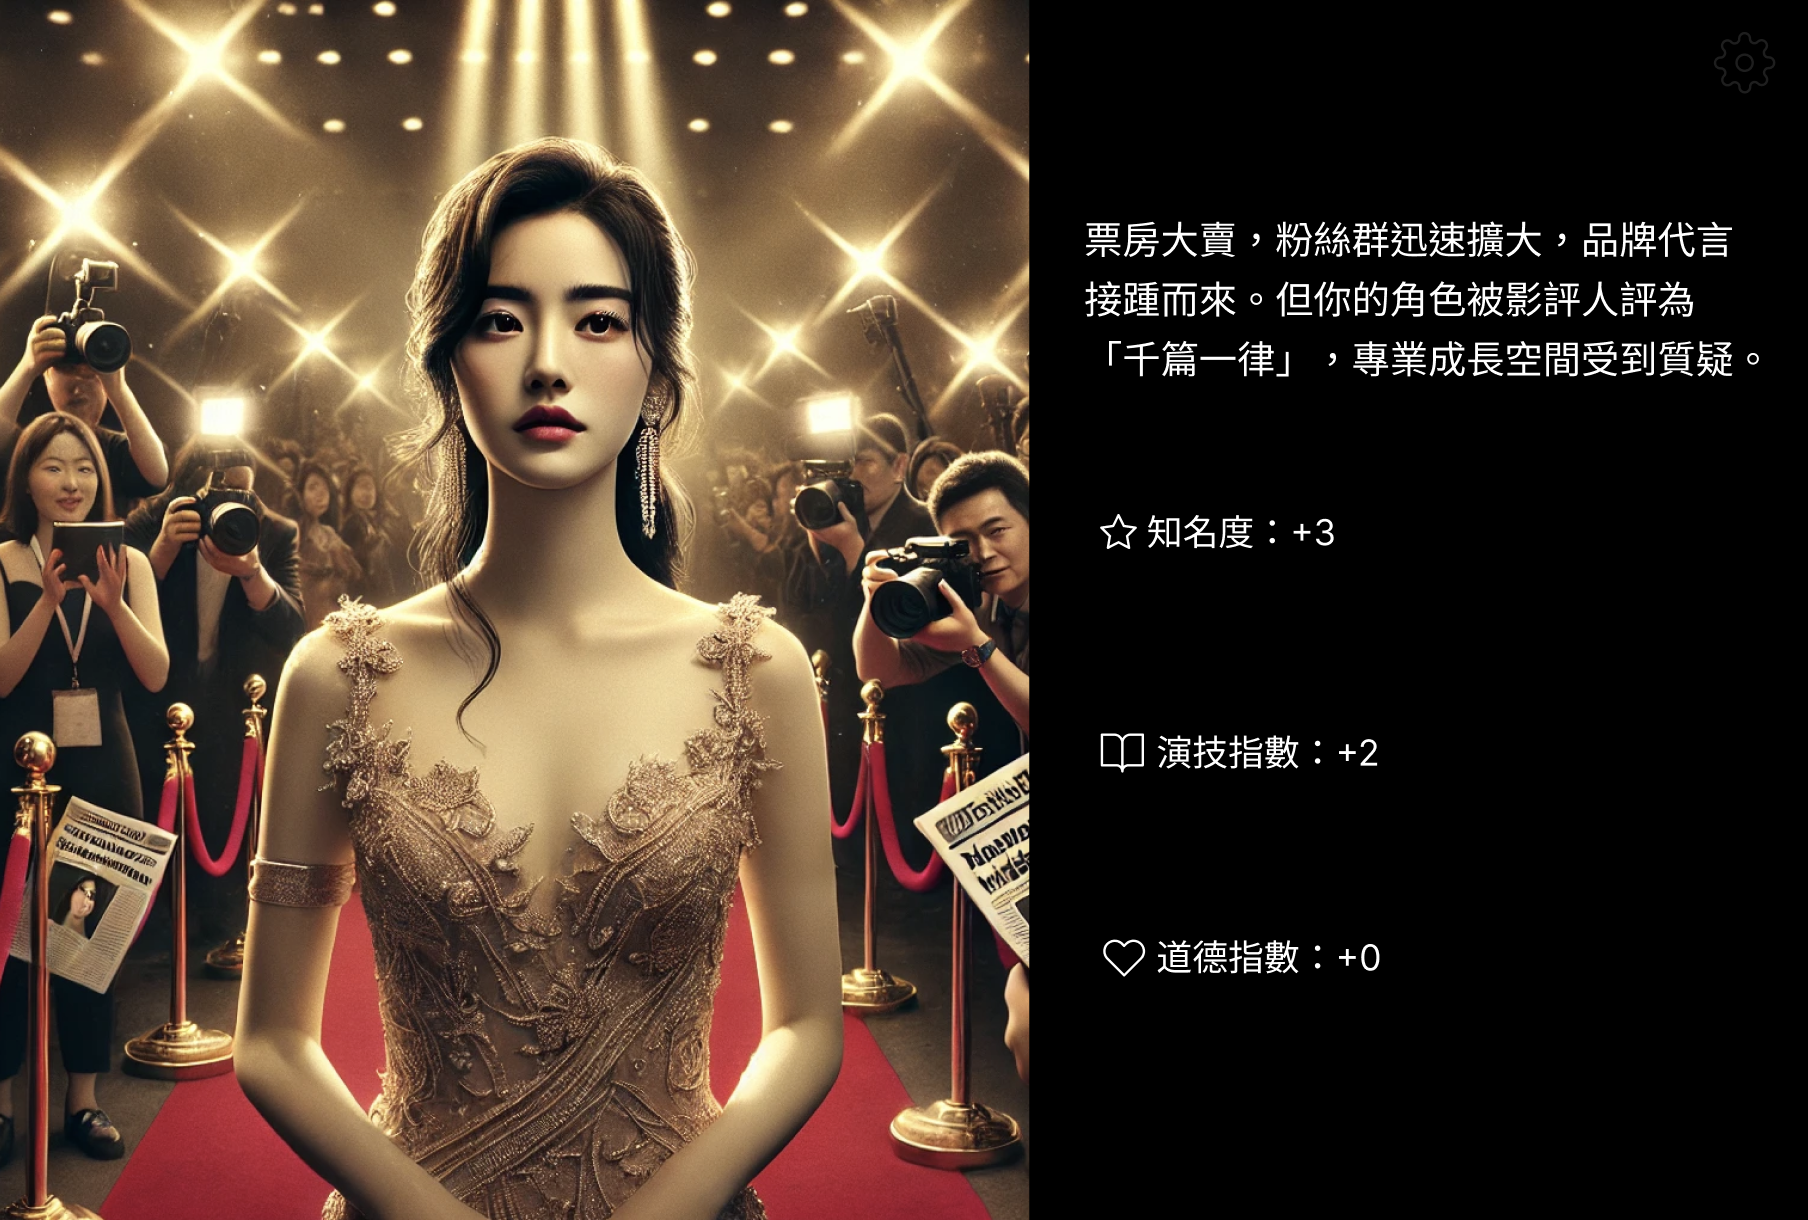 票房大賣，粉絲群迅速擴大，品牌代言
接踵而來。但你的角色被影評人評為
「千篇一律」，專業成長空間受到質疑。
知名度：+3
演技指數：+2
道德指數：+0